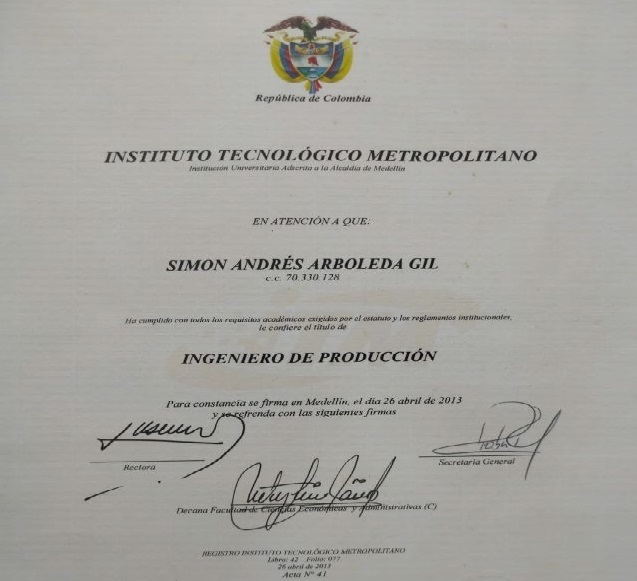 República de Colombia
INSTITUTO TECNOLÓGICO METROPOLITANO
Institución Universitaria Adscrita a la Alcaldía de Medellín
EN ATENCIÓN A QUE:
SIMON ANDRÉS ARBOLEDA GIL
c.c. 70.330.128
Ha cumplido con todos los requisitos académicos exigidos por el estatuto y los reglamentos institucionales,
le confiere el título de
INGENIERO DE PRODUCCIÓN
Para constancia se firma en Medellín, el día 26 abril de 2013
y se refrenda con las siguientes firmas
Rectora
Secretaria General
Decana Facultad de Ciencias Económicas y Administrativas (C)
REGISTRO INSTITUTO TECNOLÓGICO METROPOLITANO
Libro: 42 Folio: 077
26 abril de 2013
Acta N° 41